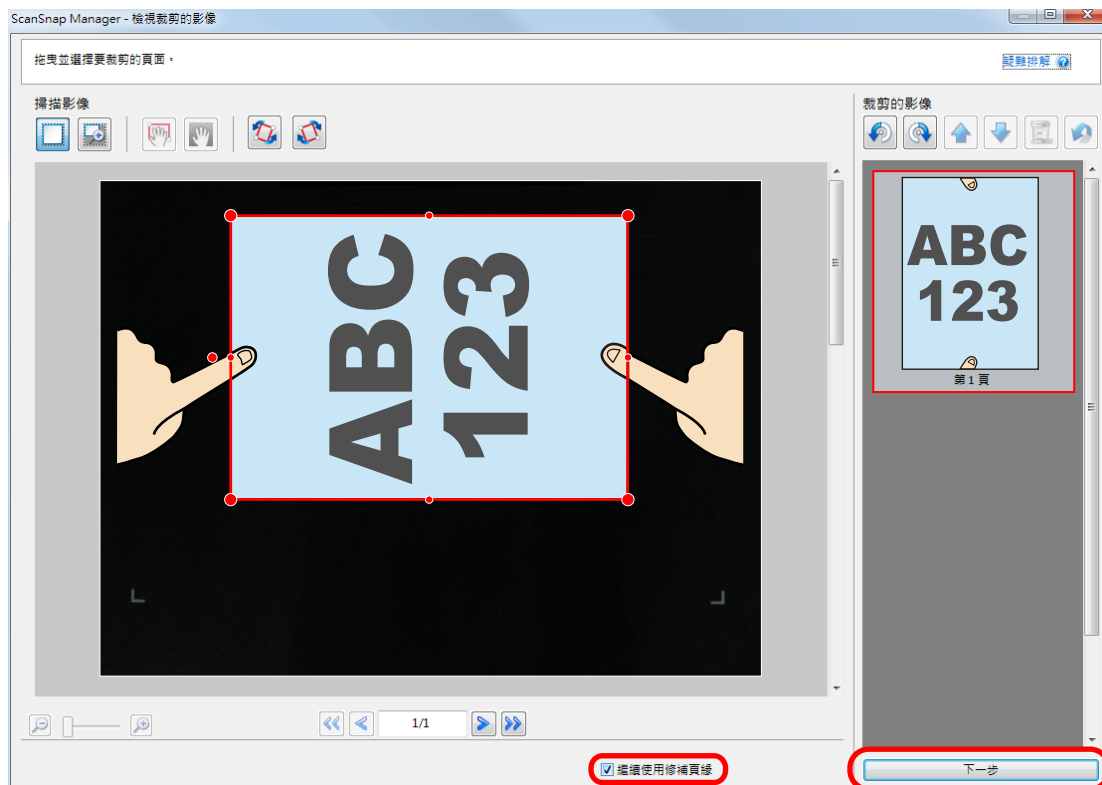 ScanSnap Manager - 檢視裁剪的影像
拖曳並選擇要裁剪的頁面。
疑難排解
掃描影像
裁剪的影像
ABC
123
ABC
123
第 1 頁
1/1
繼續使用修補頁緣
下一步